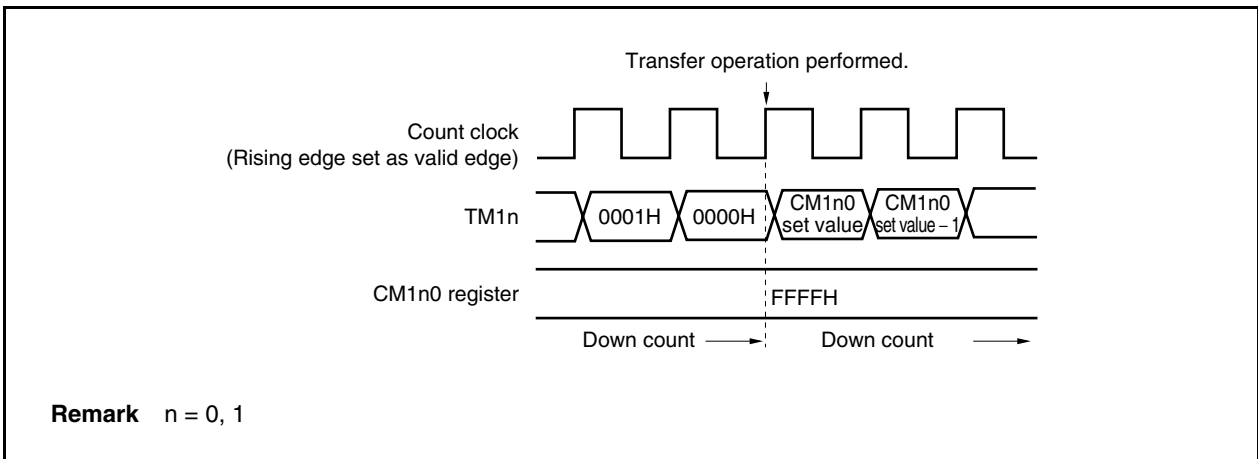 Transfer operation performed.
Count clock
(Rising edge set as valid edge)
TM1n
0001H
0000H
CM1n0
set value
CM1n0
set value – 1
CM1n0 register
FFFFH
Down count
Down count
Remark n = 0, 1